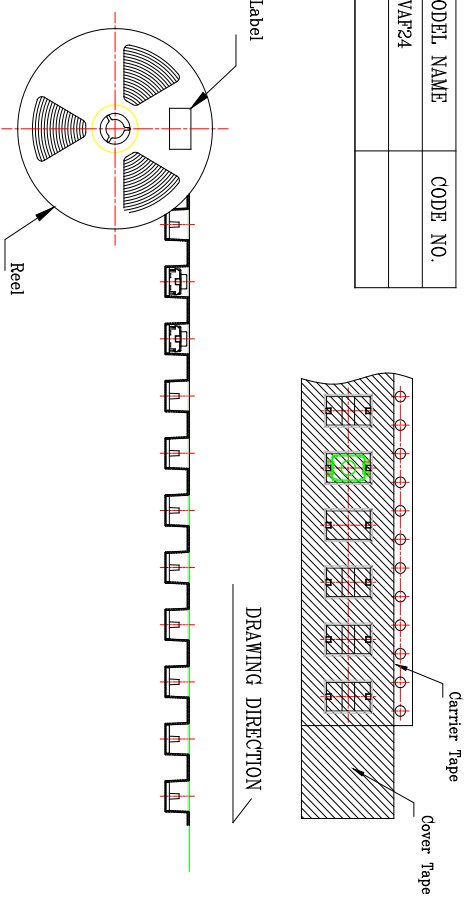 ODEL NAME
CODE NO.
VAF24
Label
Reel
DRAWING DIRECTION
Carrier Tape
Cover Tape